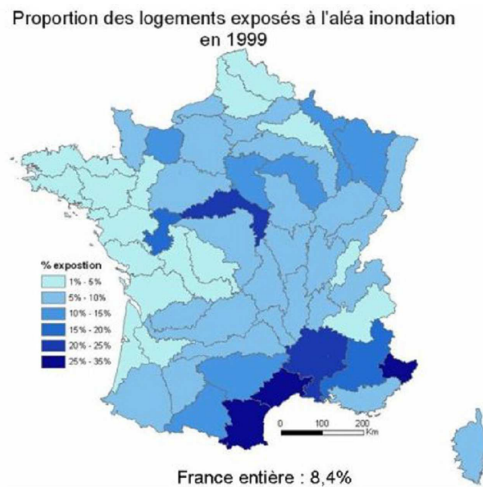 Proportion des logements exposés à l'aléa inondation
en 1999
% expostion
1% - 5%
5% - 10%
10% - 15%
15% - 20%
20% - 25%
25% - 35%
0 100 200
Km
France entière : 8,4%